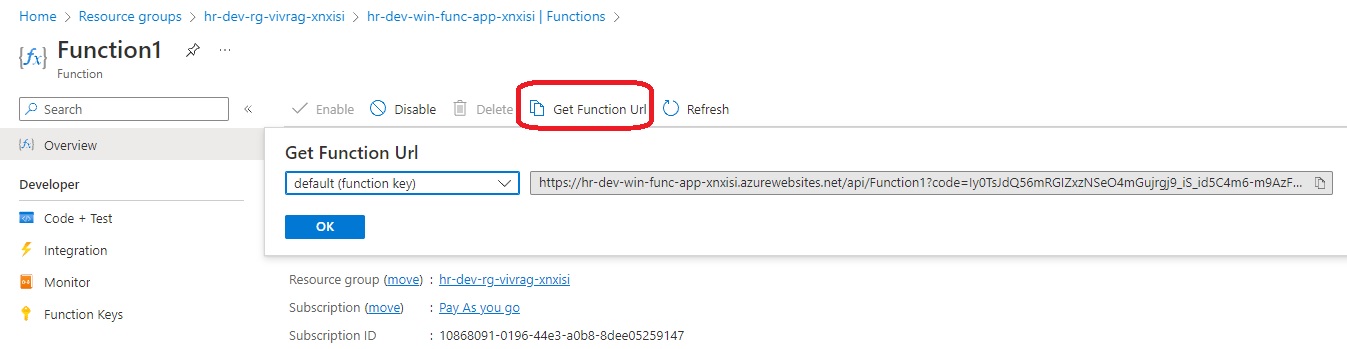 Home > Resource groups > hr-dev-rg-vivrag-xnxisi > hr-dev-win-func-app-xnxisi | Functions >
{fx} Function1 ...
Function
Search «
Enable Disable Delete Get Function Url Refresh
Overview
Get Function Url
default (function key) https://hr-dev-win-func-app-xnxisi.azurewebsites.net/api/Function1?code=Iy0TsJdQ56mRGIZxzNSeO4mGujrgj9_iS_id5C4m6-m9AzF...
OK
Developer
Code + Test
Integration
Monitor
Function Keys
Resource group (move) : hr-dev-rg-vivrag-xnxisi
Subscription (move) : Pay As you go
Subscription ID : 10868091-0196-44e3-a0b8-8dee05259147